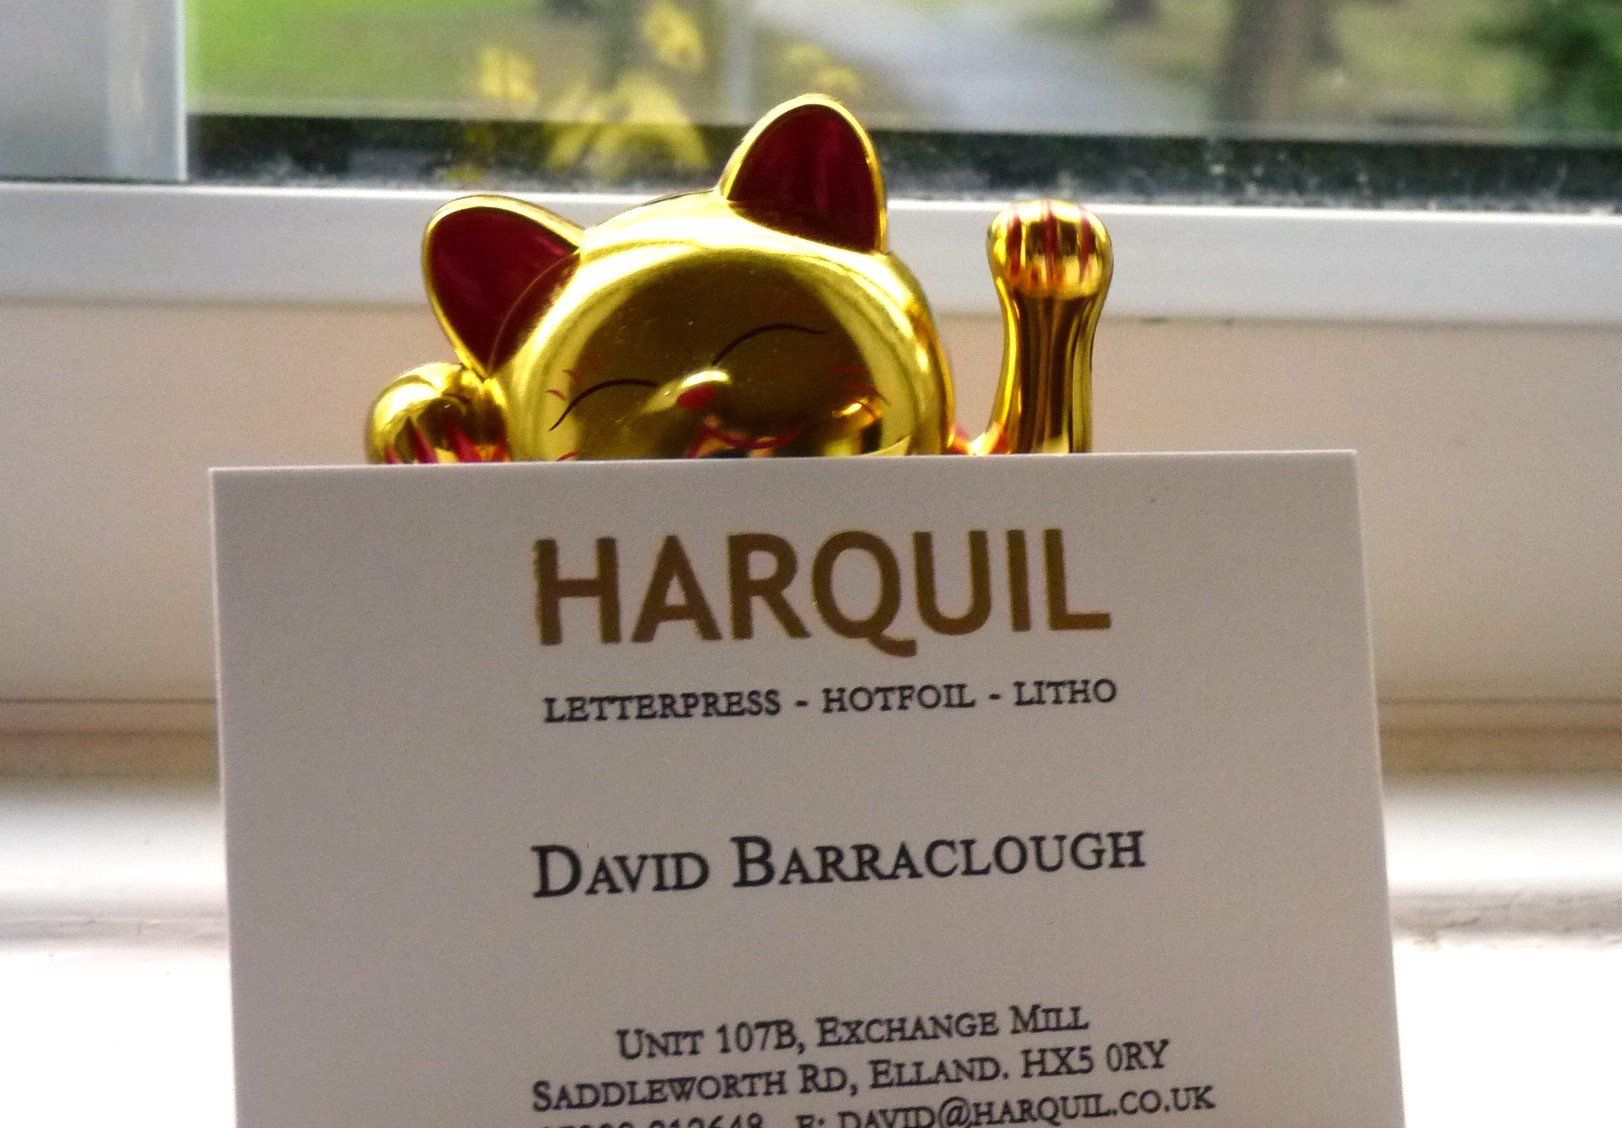 HARQUIL
LETTERPRESS - HOTFOIL - LITHO
DAVID BARRACLOUGH
UNIT 107B, EXCHANGE MILL
SADDLEWORTH RD, ELLAND. HX5 0RY
E: DAVID@HARQUIL.CO.UK